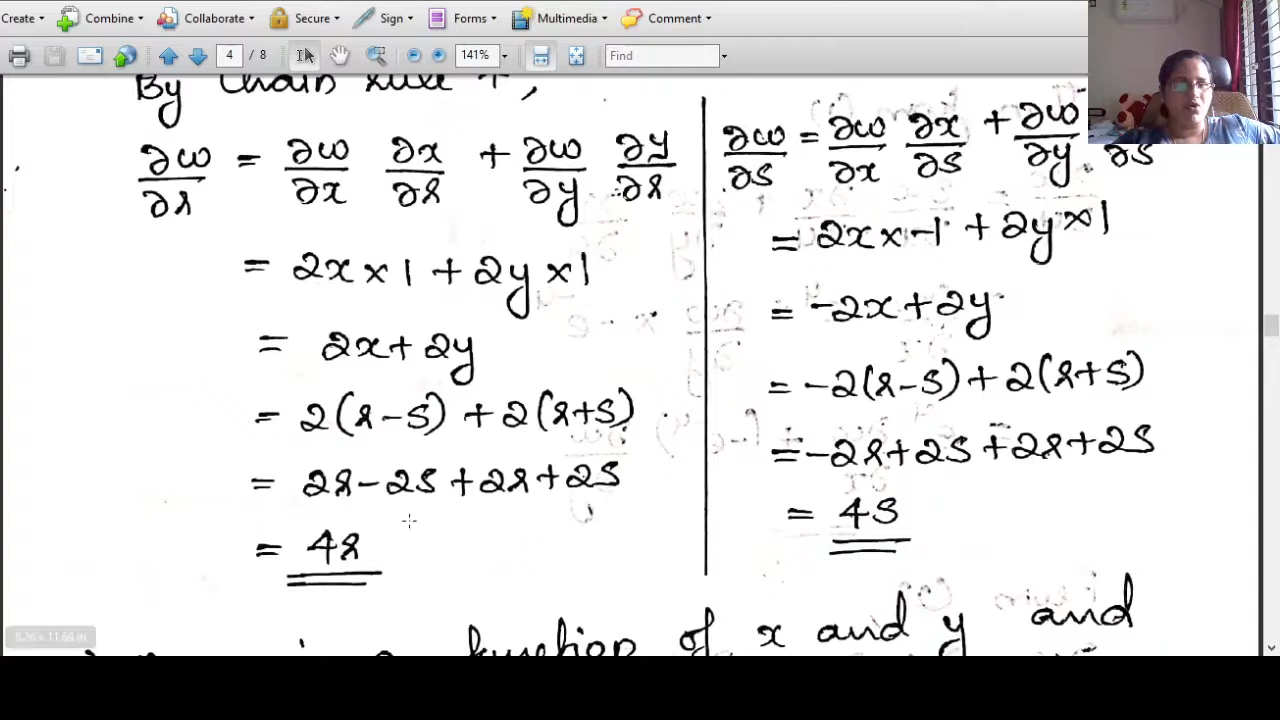 Create Combine Collaborate Secure Sign Forms Multimedia Comment
4 / 8 141% Find
By Chain rule,
∂w/∂r = ∂w/∂x ∂x/∂r + ∂w/∂y ∂y/∂r
= 2x × 1 + 2y × 1
= 2x + 2y
= 2(r-s) + 2(r+s)
= 2r - 2s + 2r + 2s
= 4r
∂w/∂s = ∂w/∂x ∂x/∂s + ∂w/∂y ∂s
= 2x × -1 + 2y × 1
= -2x + 2y
= -2(r-s) + 2(r+s)
= -2r + 2s + 2r + 2s
= 4s
function of x and y and